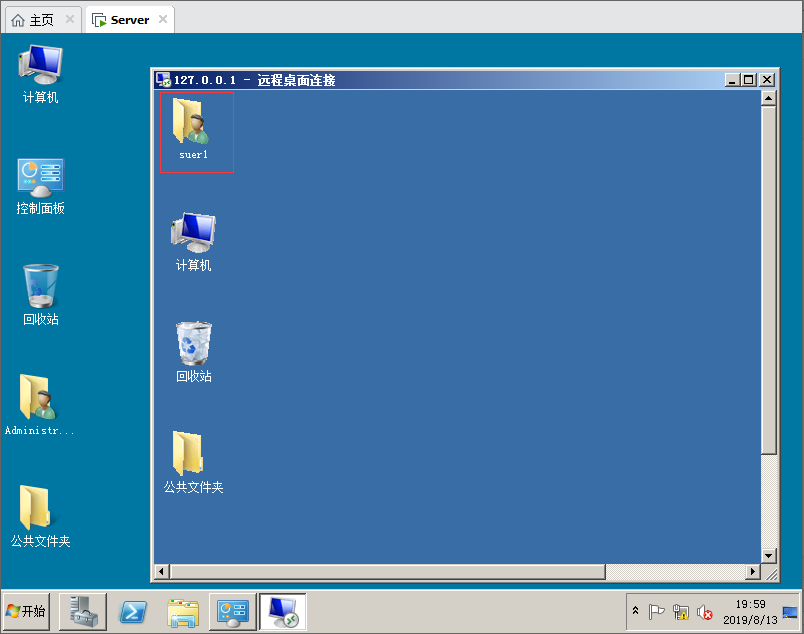 主页
Server
计算机
控制面板
回收站
Administr...
公共文件夹
127.0.0.1 - 远程桌面连接
suer1
计算机
回收站
公共文件夹
开始
19:59
2019/8/13